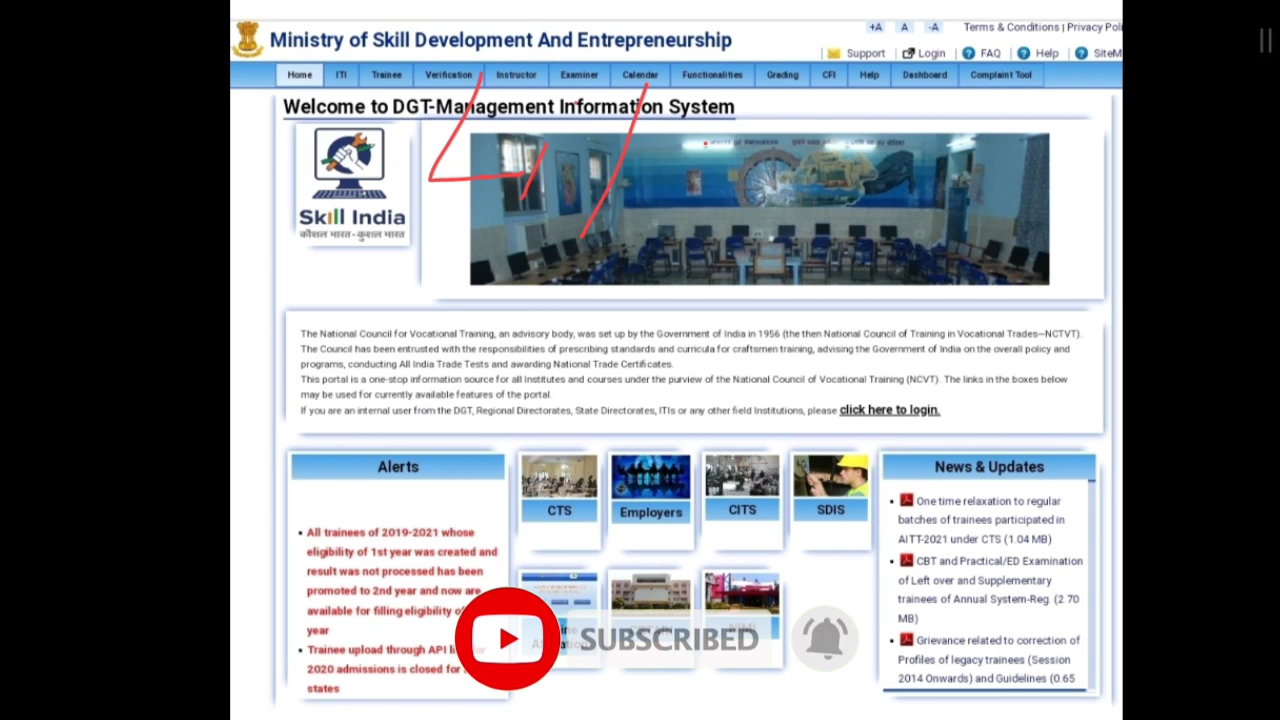 +A A -A Terms & Conditions | Privacy Poli
Ministry of Skill Development And Entrepreneurship
Support Login FAQ Help SiteM
Home ITI Trainee Verification Instructor Examiner Calendar Functionalities Grading CFI Help Dashboard Complaint Tool
Welcome to DGT-Management Information System
Skill India
कौशल भारत - कुशल भारत
The National Council for Vocational Training, an advisory body, was set up by the Government of India in 1956 (the then National Council of Training in Vocational Trades—NCTVT).
The Council has been entrusted with the responsibilities of prescribing standards and curricula for craftsmen training, advising the Government of India on the overall policy and
programs, conducting All India Trade Tests and awarding National Trade Certificates.
This portal is a one-stop information source for all Institutes and courses under the purview of the National Council of Vocational Training (NCVT). The links in the boxes below
may be used for currently available features of the portal.
If you are an internal user from the DGT, Regional Directorates, State Directorates, ITIs or any other field Institutions, please click here to login.
Alerts
All trainees of 2019-2021 whose
eligibility of 1st year was created and
result was not processed has been
promoted to 2nd year and now are
available for filling eligibility of
year
Trainee upload through API
2020 admissions is closed for
states
CTS
Employers
CITS
SDIS
SUBSCRIBED
News & Updates
One time relaxation to regular
batches of trainees participated in
AITT-2021 under CTS (1.04 MB)
CBT and Practical/ED Examination
of Left over and Supplementary
trainees of Annual System-Reg. (2.70
MB)
Grievance related to correction of
Profiles of legacy trainees (Session
2014 Onwards) and Guidelines (0.65